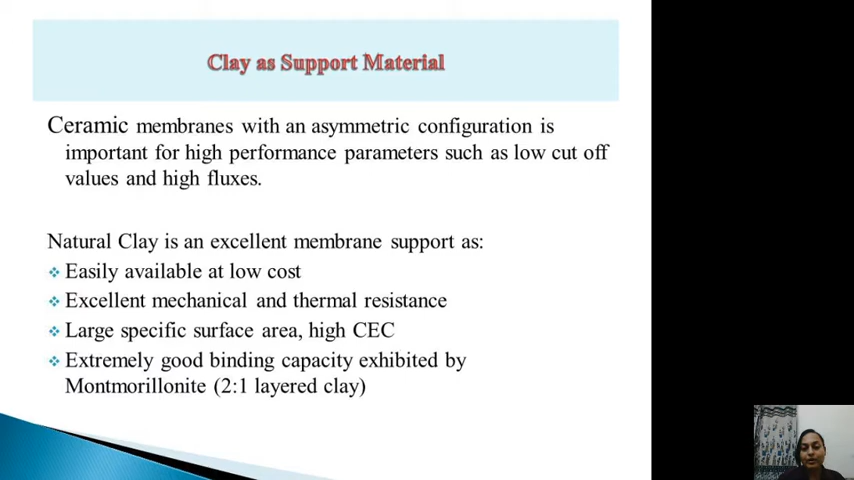 Clay as Support Material
Ceramic membranes with an asymmetric configuration is
important for high performance parameters such as low cut off
values and high fluxes.
Natural Clay is an excellent membrane support as:
❖ Easily available at low cost
❖ Excellent mechanical and thermal resistance
❖ Large specific surface area, high CEC
❖ Extremely good binding capacity exhibited by
Montmorillonite (2:1 layered clay)